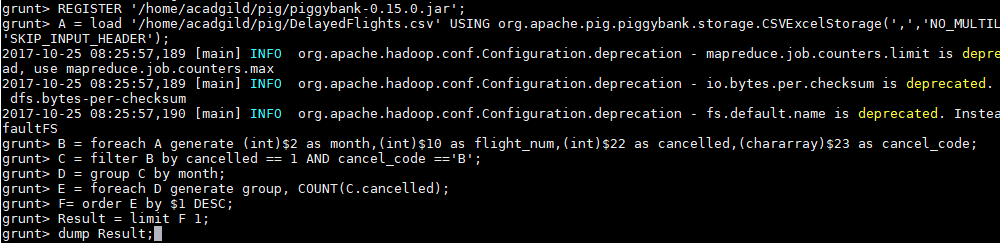 grunt> REGISTER '/home/acadgild/pig/piggybank-0.15.0.jar';
grunt> A = load '/home/acadgild/pig/DelayedFlights.csv' USING org.apache.pig.piggybank.storage.CSVExcelStorage(',','NO_MULTIL
'SKIP_INPUT_HEADER');
2017-10-25 08:25:57,189 [main] INFO  org.apache.hadoop.conf.Configuration.deprecation - mapreduce.job.counters.limit is depre
ad, use mapreduce.job.counters.max
2017-10-25 08:25:57,189 [main] INFO  org.apache.hadoop.conf.Configuration.deprecation - io.bytes.per.checksum is deprecated.
 dfs.bytes-per-checksum
2017-10-25 08:25:57,190 [main] INFO  org.apache.hadoop.conf.Configuration.deprecation - fs.default.name is deprecated. Instea
faultFS
grunt> B = foreach A generate (int)$2 as month,(int)$10 as flight_num,(int)$22 as cancelled,(chararray)$23 as cancel_code;
grunt> C = filter B by cancelled == 1 AND cancel_code =='B';
grunt> D = group C by month;
grunt> E = foreach D generate group, COUNT(C.cancelled);
grunt> F= order E by $1 DESC;
grunt> Result = limit F 1;
grunt> dump Result;